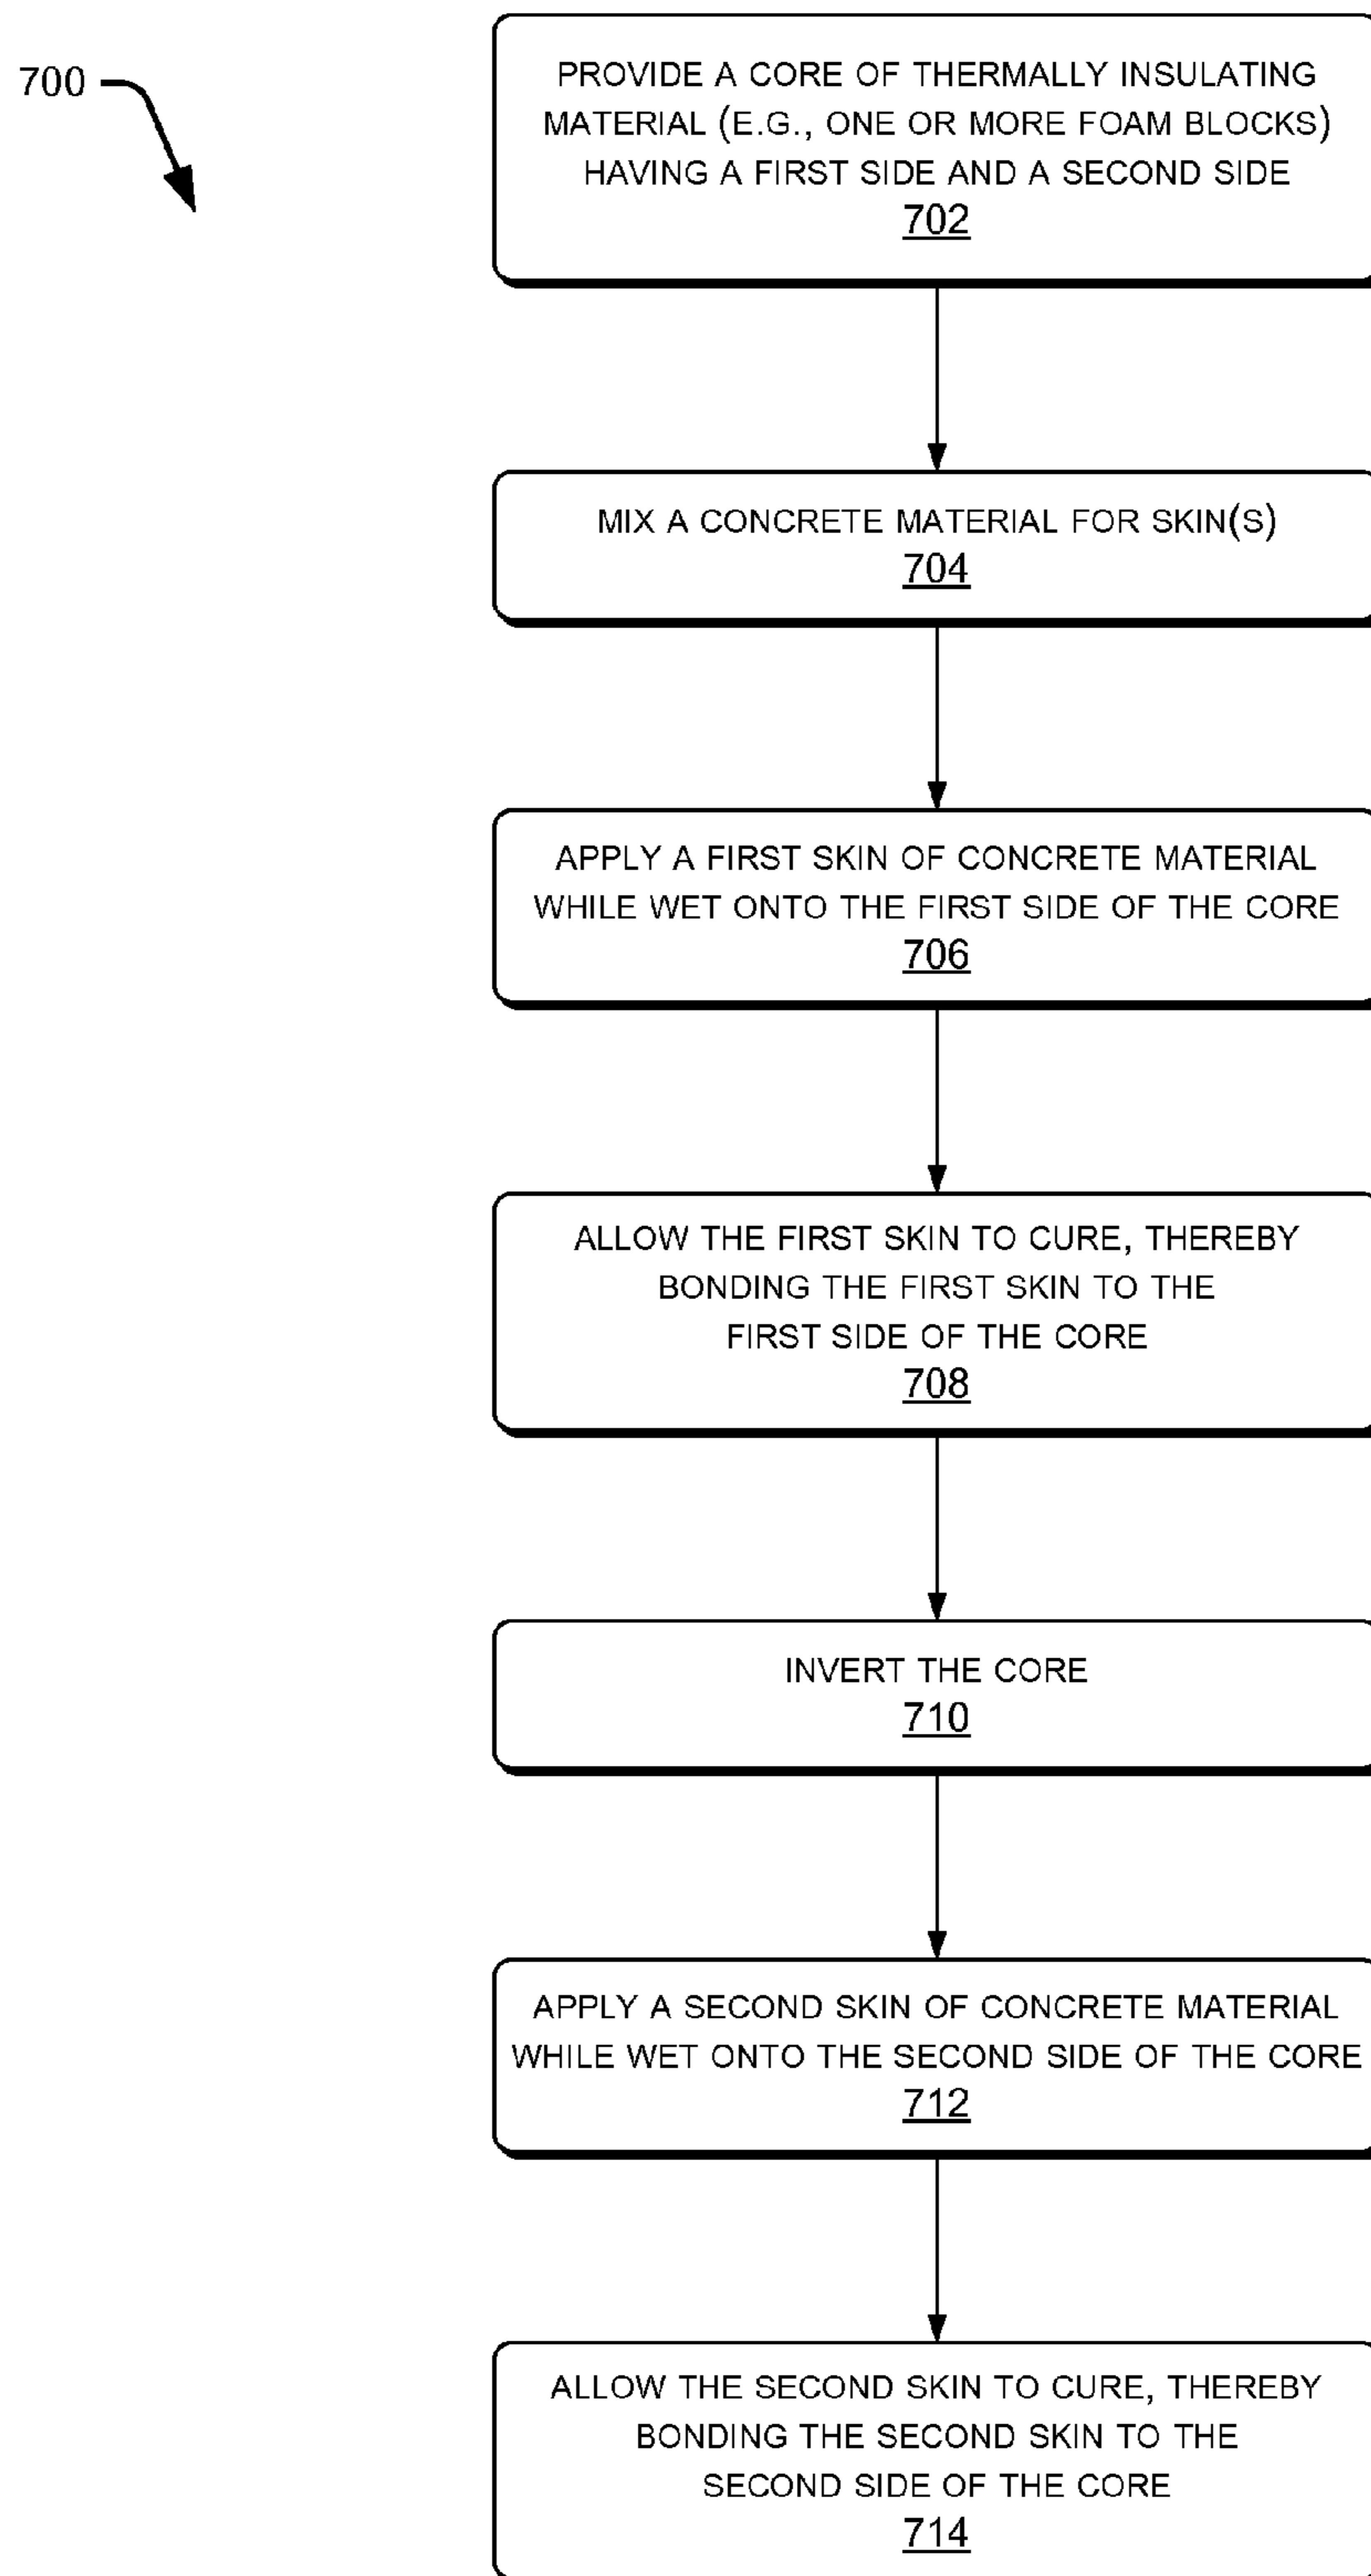 700
PROVIDE A CORE OF THERMALLY INSULATING
MATERIAL (E.G., ONE OR MORE FOAM BLOCKS)
HAVING A FIRST SIDE AND A SECOND SIDE
702
MIX A CONCRETE MATERIAL FOR SKIN(S)
704
APPLY A FIRST SKIN OF CONCRETE MATERIAL
WHILE WET ONTO THE FIRST SIDE OF THE CORE
706
ALLOW THE FIRST SKIN TO CURE, THEREBY
BONDING THE FIRST SKIN TO THE
FIRST SIDE OF THE CORE
708
INVERT THE CORE
710
APPLY A SECOND SKIN OF CONCRETE MATERIAL
WHILE WET ONTO THE SECOND SIDE OF THE CORE
712
ALLOW THE SECOND SKIN TO CURE, THEREBY
BONDING THE SECOND SKIN TO THE
SECOND SIDE OF THE CORE
714